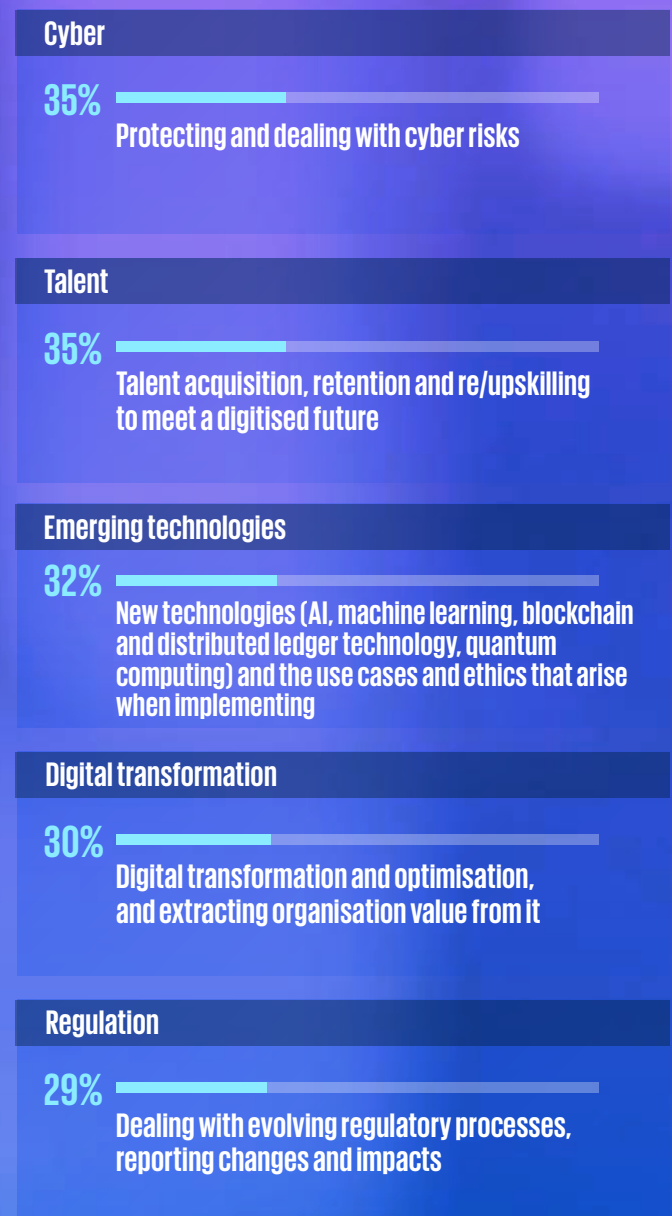 Cyber
35%
Protecting and dealing with cyber risks
Talent
35%
Talent acquisition, retention and re/upskilling
to meet a digitised future
Emerging technologies
32%
New technologies (AI, machine learning, blockchain
and distributed ledger technology, quantum
computing) and the use cases and ethics that arise
when implementing
Digital transformation
30%
Digital transformation and optimisation,
and extracting organisation value from it
Regulation
29%
Dealing with evolving regulatory processes,
reporting changes and impacts